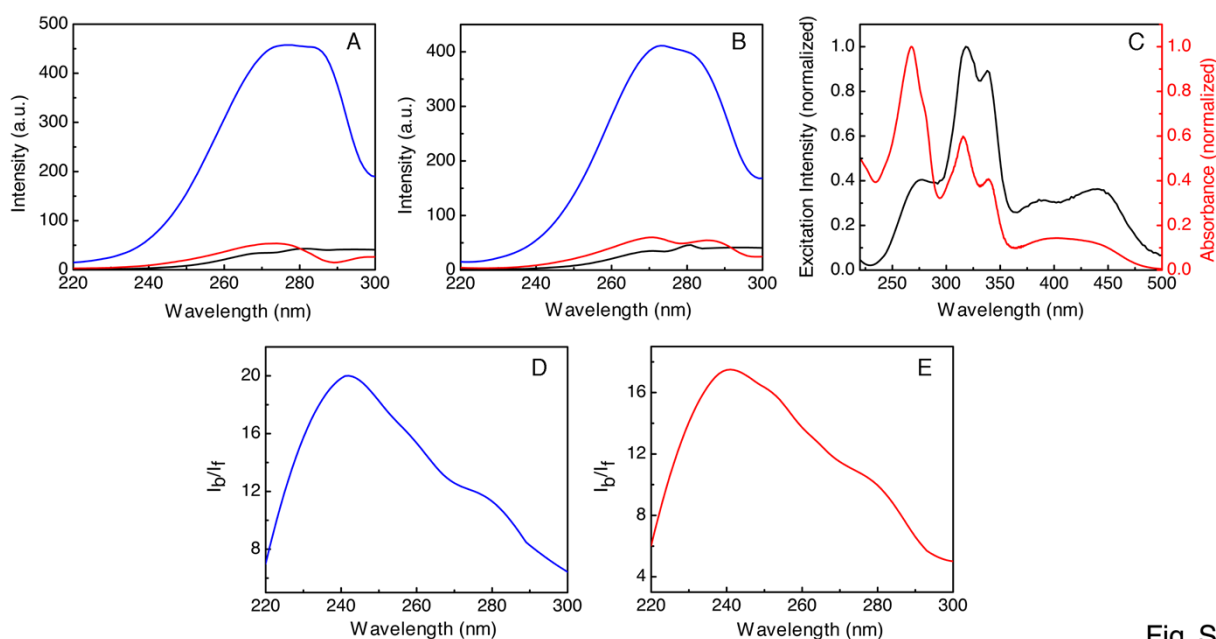 A
500
400
300
200
100
0
Intensity (a.u.)
220 240 260 280 300
Wavelength (nm)
B
400
300
200
100
0
Intensity (a.u.)
220 240 260 280 300
Wavelength (nm)
C
1.0
0.8
0.6
0.4
0.2
0.0
Excitation Intensity (normalized)
1.0
0.8
0.6
0.4
0.2
0.0
Absorbance (normalized)
250 300 350 400 450 500
Wavelength (nm)
D
20
16
12
8
Ib/If
220 240 260 280 300
Wavelength (nm)
E
16
12
8
4
Ib/If
220 240 260 280 300
Wavelength (nm)
Fig. S